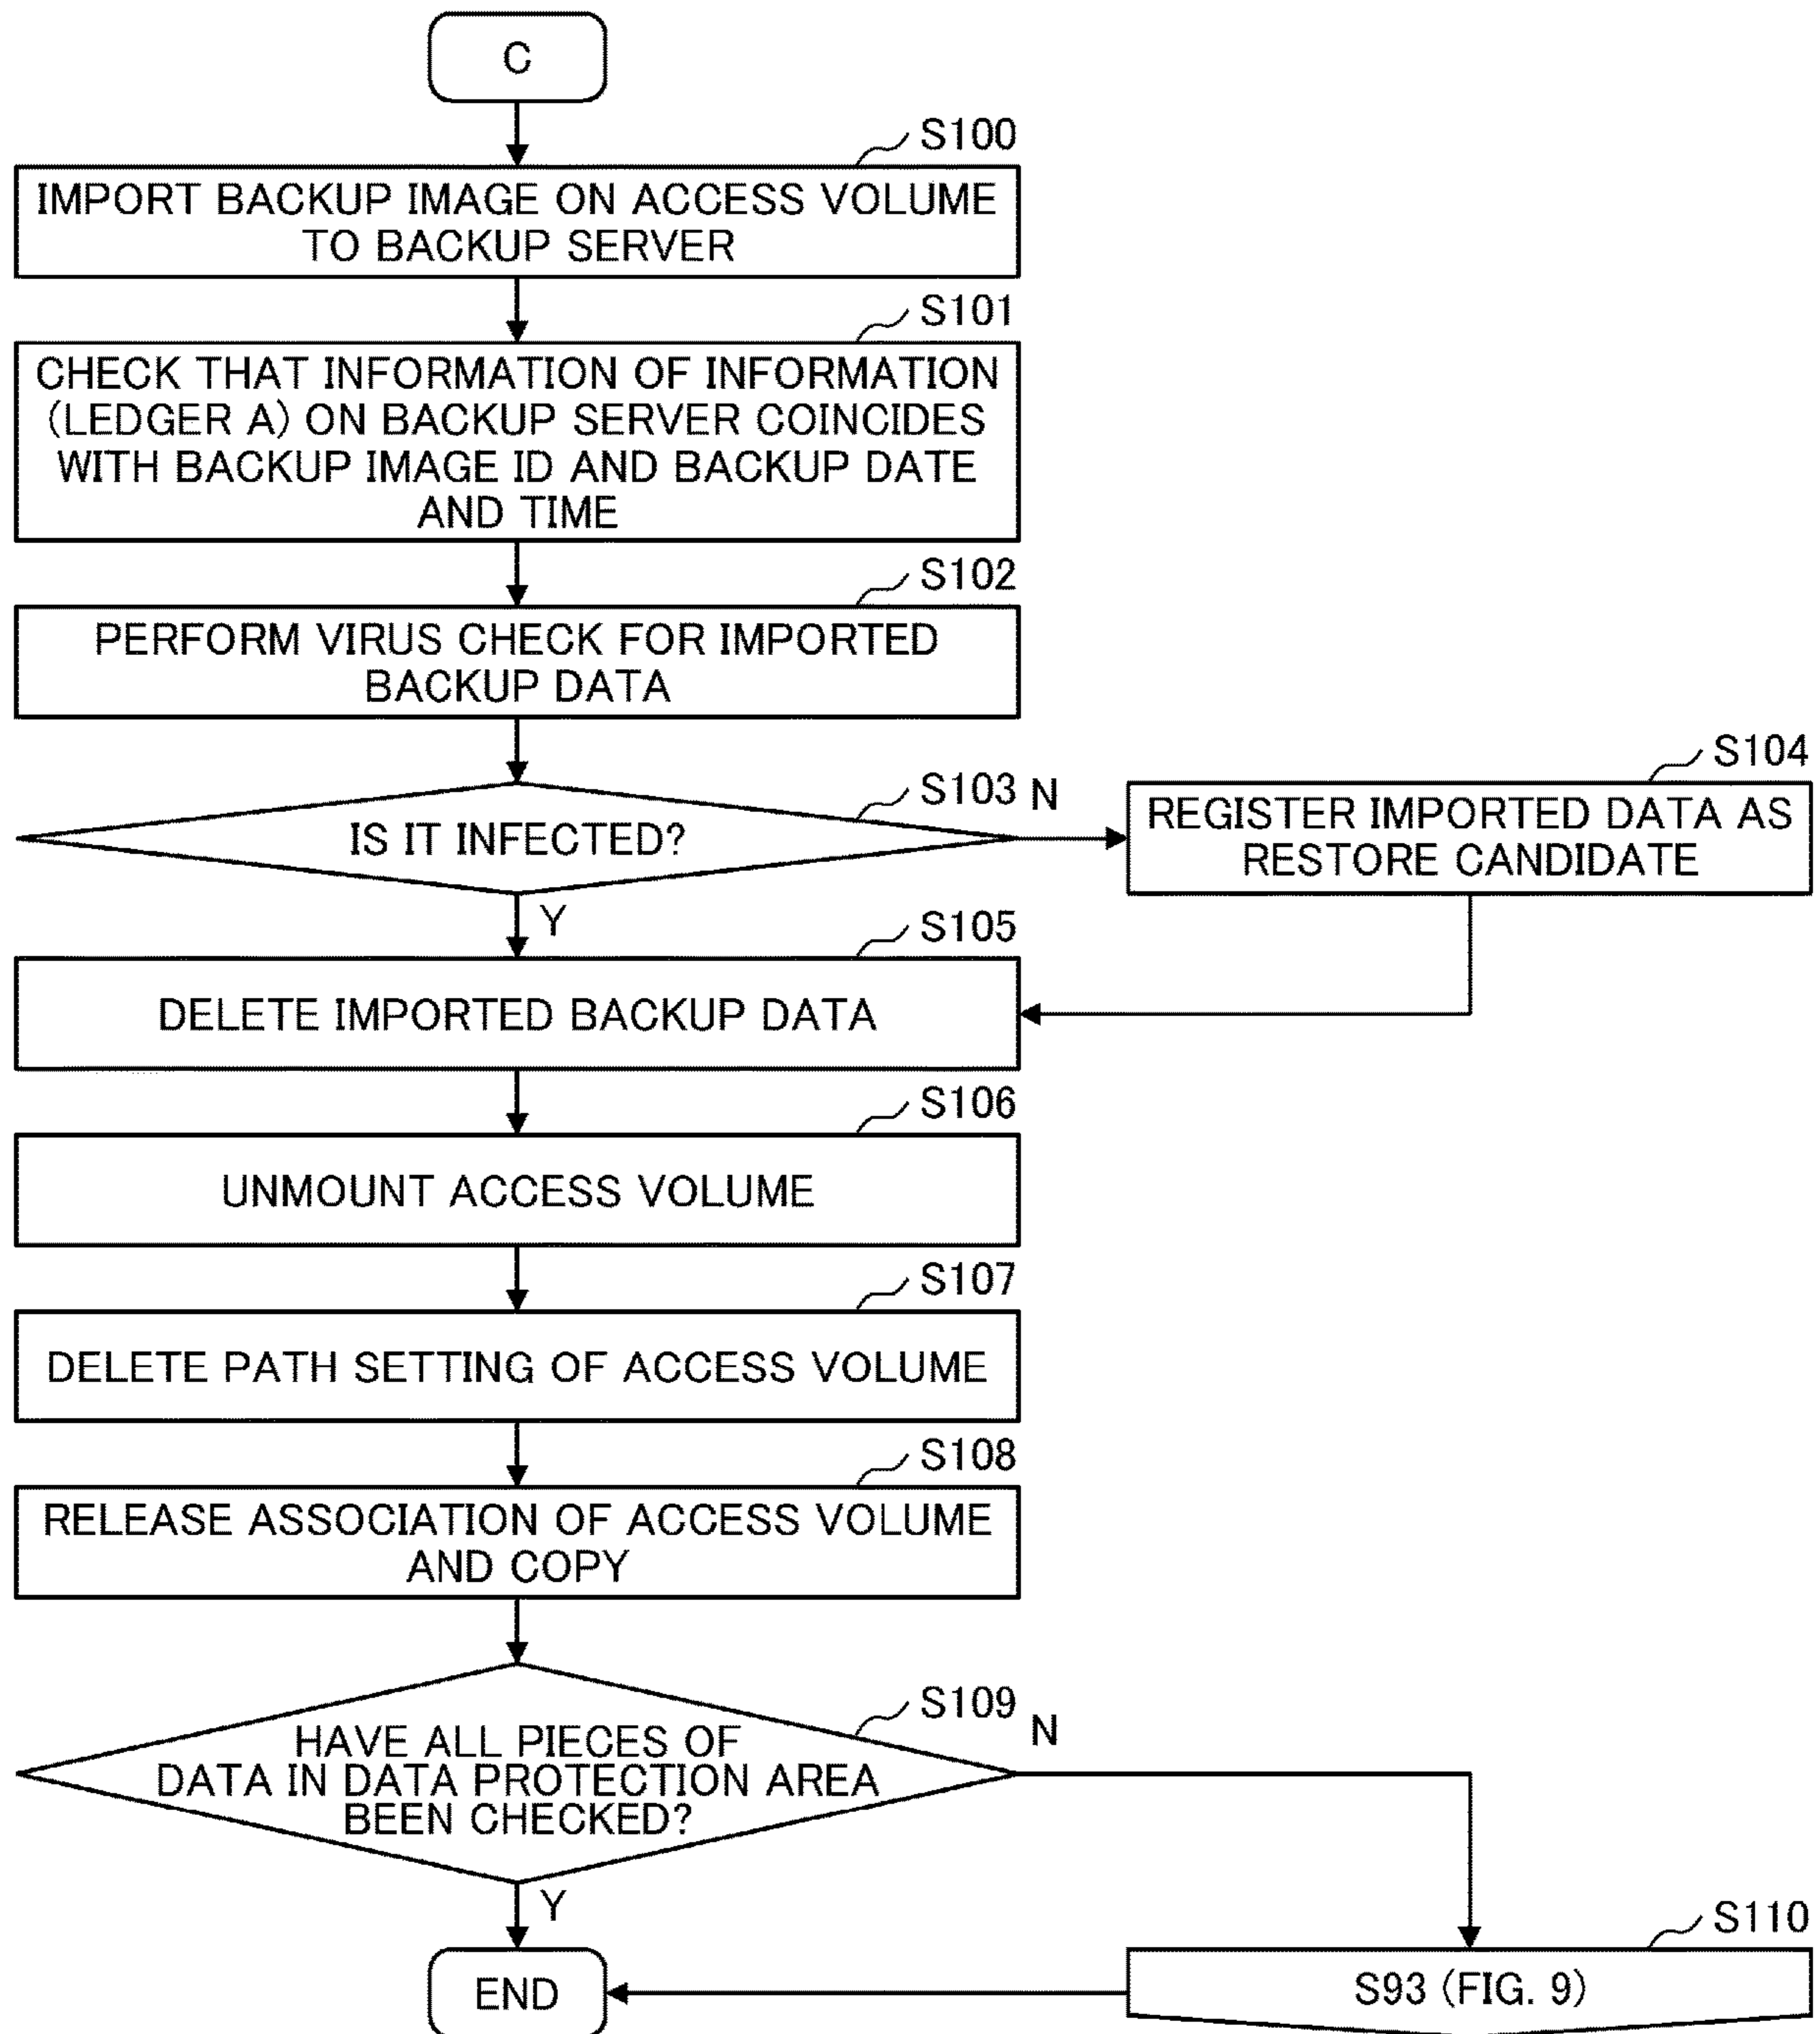 C
S100
IMPORT BACKUP IMAGE ON ACCESS VOLUME
TO BACKUP SERVER
S101
CHECK THAT INFORMATION OF INFORMATION
(LEDGER A) ON BACKUP SERVER COINCIDES
WITH BACKUP IMAGE ID AND BACKUP DATE
AND TIME
S102
PERFORM VIRUS CHECK FOR IMPORTED
BACKUP DATA
S103
N
IS IT INFECTED?
Y
S104
REGISTER IMPORTED DATA AS
RESTORE CANDIDATE
S105
DELETE IMPORTED BACKUP DATA
S106
UNMOUNT ACCESS VOLUME
S107
DELETE PATH SETTING OF ACCESS VOLUME
S108
RELEASE ASSOCIATION OF ACCESS VOLUME
AND COPY
S109
N
HAVE ALL PIECES OF
DATA IN DATA PROTECTION AREA
BEEN CHECKED?
Y
S110
S93 (FIG. 9)
END